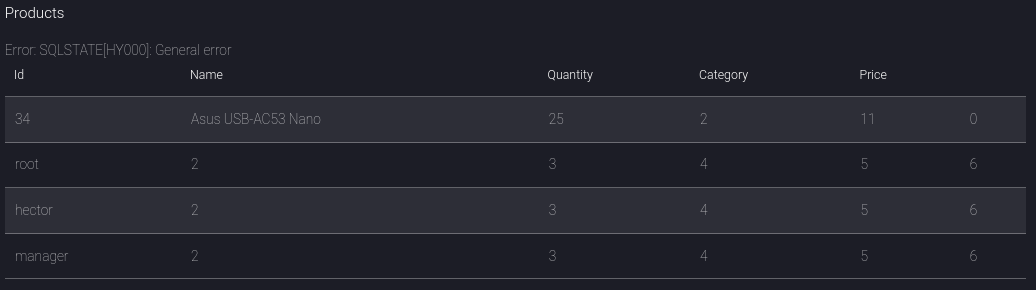 Products
Error: SQLSTATE[HY000]: General error
Id Name Quantity Category Price
34 Asus USB-AC53 Nano 25 2 11 0
root 2 3 4 5 6
hector 2 3 4 5 6
manager 2 3 4 5 6